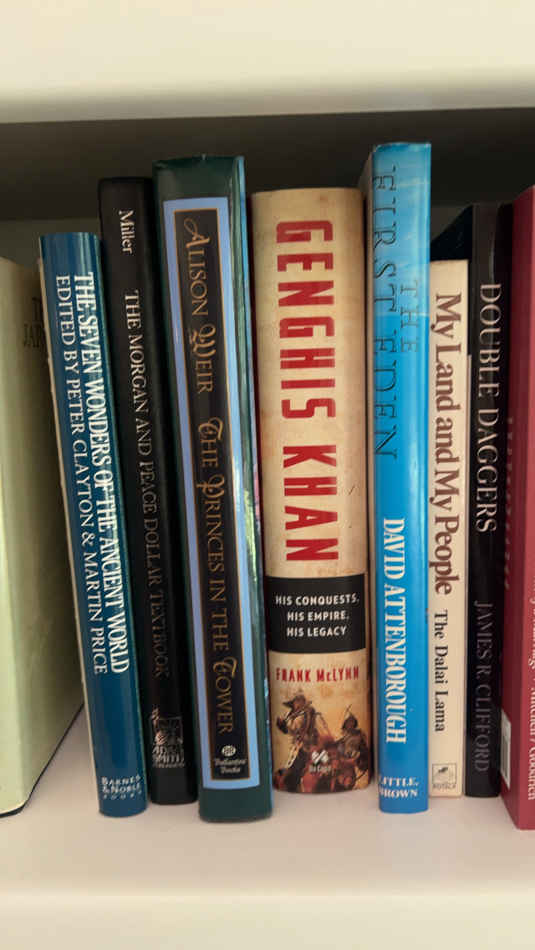 THE SEVEN WONDERS OF THE ANCIENT WORLD
EDITED BY PETER CLAYTON & MARTIN PRICE
BARNES
& NOBLE
BOOKS
Miller
THE MORGAN AND PEACE DOLLAR TEXTBOOK
ADAM
SMITH
ALISON WEIR
THE PRINCES IN THE TOWER
Ballantine
Books
GENGHIS KHAN
HIS CONQUESTS,
HIS EMPIRE,
HIS LEGACY
FRANK McLYNN
Da Capo
THE
FIRST EDEN
DAVID ATTENBOROUGH
LITTLE,
BROWN
My Land and My People
The Dalai Lama
POTALA
DOUBLE DAGGERS
JAMES R. CLIFFORD